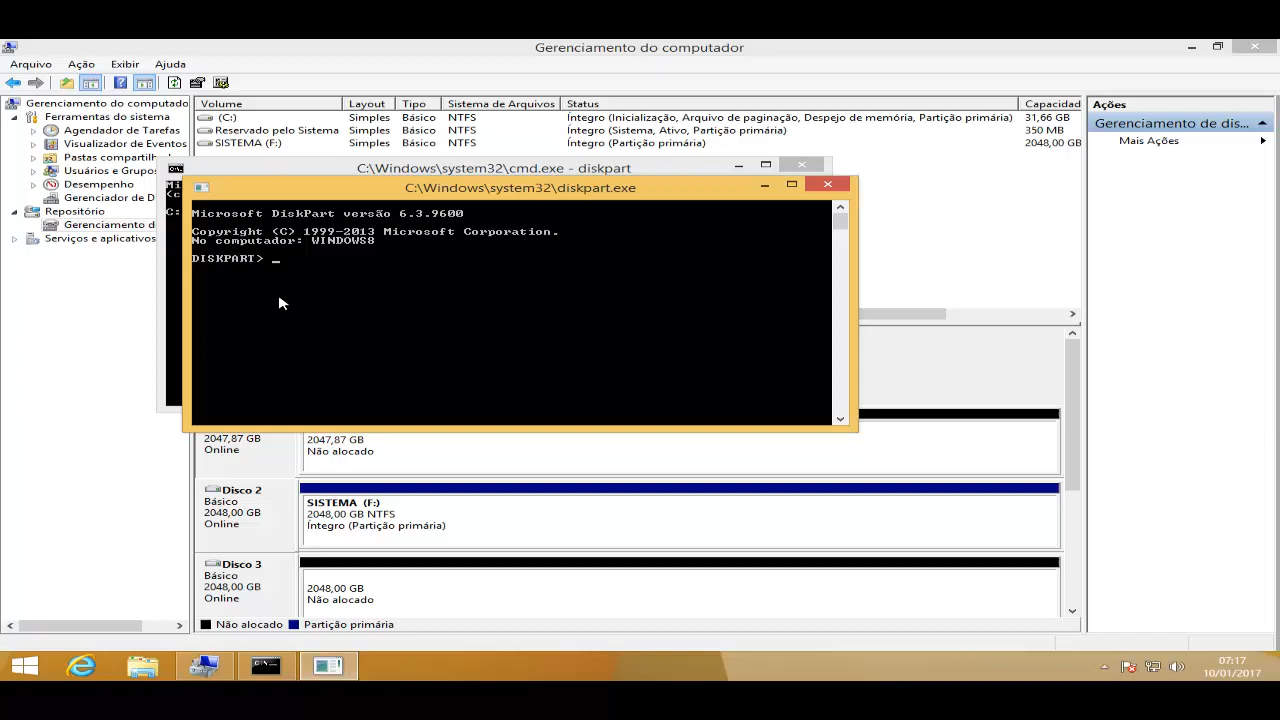 Gerenciamento do computador
Arquivo Ação Exibir Ajuda
Gerenciamento do computado
Ferramentas do sistema
Agendador de Tarefas
Visualizador de Eventos
Pastas compartilh
Usuários e Grupos
Desempenho
Gerenciador de D
Repositório
Gerenciamento d
Serviços e aplicativos
Volume Layout Tipo Sistema de Arquivos Status Capacidad
(C:) Simples Básico NTFS Íntegro (Inicialização, Arquivo de paginação, Despejo de memória, Partição primária) 31,66 GB
Reservado pelo Sistema Simples Básico NTFS Íntegro (Sistema, Ativo, Partição primária) 350 MB
SISTEMA (F:) Simples Básico NTFS Íntegro (Partição primária) 2048,00 GB
Ações
Gerenciamento de dis...
Mais Ações
C:\Windows\system32\cmd.exe - diskpart
Mi
<c
C:
C:\Windows\system32\diskpart.exe
Microsoft DiskPart versão 6.3.9600
Copyright (C) 1999-2013 Microsoft Corporation.
No computador: WINDOWS8
DISKPART> _
2047,87 GB
Online
2047,87 GB
Não alocado
Disco 2
Básico
2048,00 GB
Online
SISTEMA (F:)
2048,00 GB NTFS
Íntegro (Partição primária)
Disco 3
Básico
2048,00 GB
Online
2048,00 GB
Não alocado
Não alocado Partição primária
07:17
10/01/2017